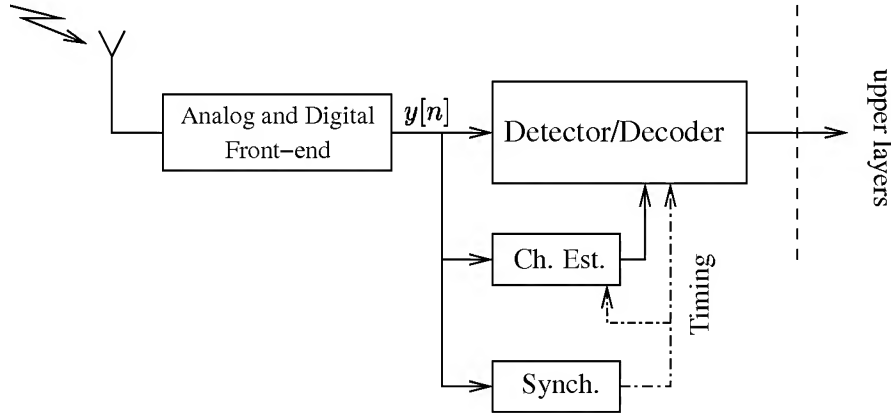 Analog and Digital
Front-end
y[n]
Detector/Decoder
upper layers
Ch. Est.
Timing
Synch.